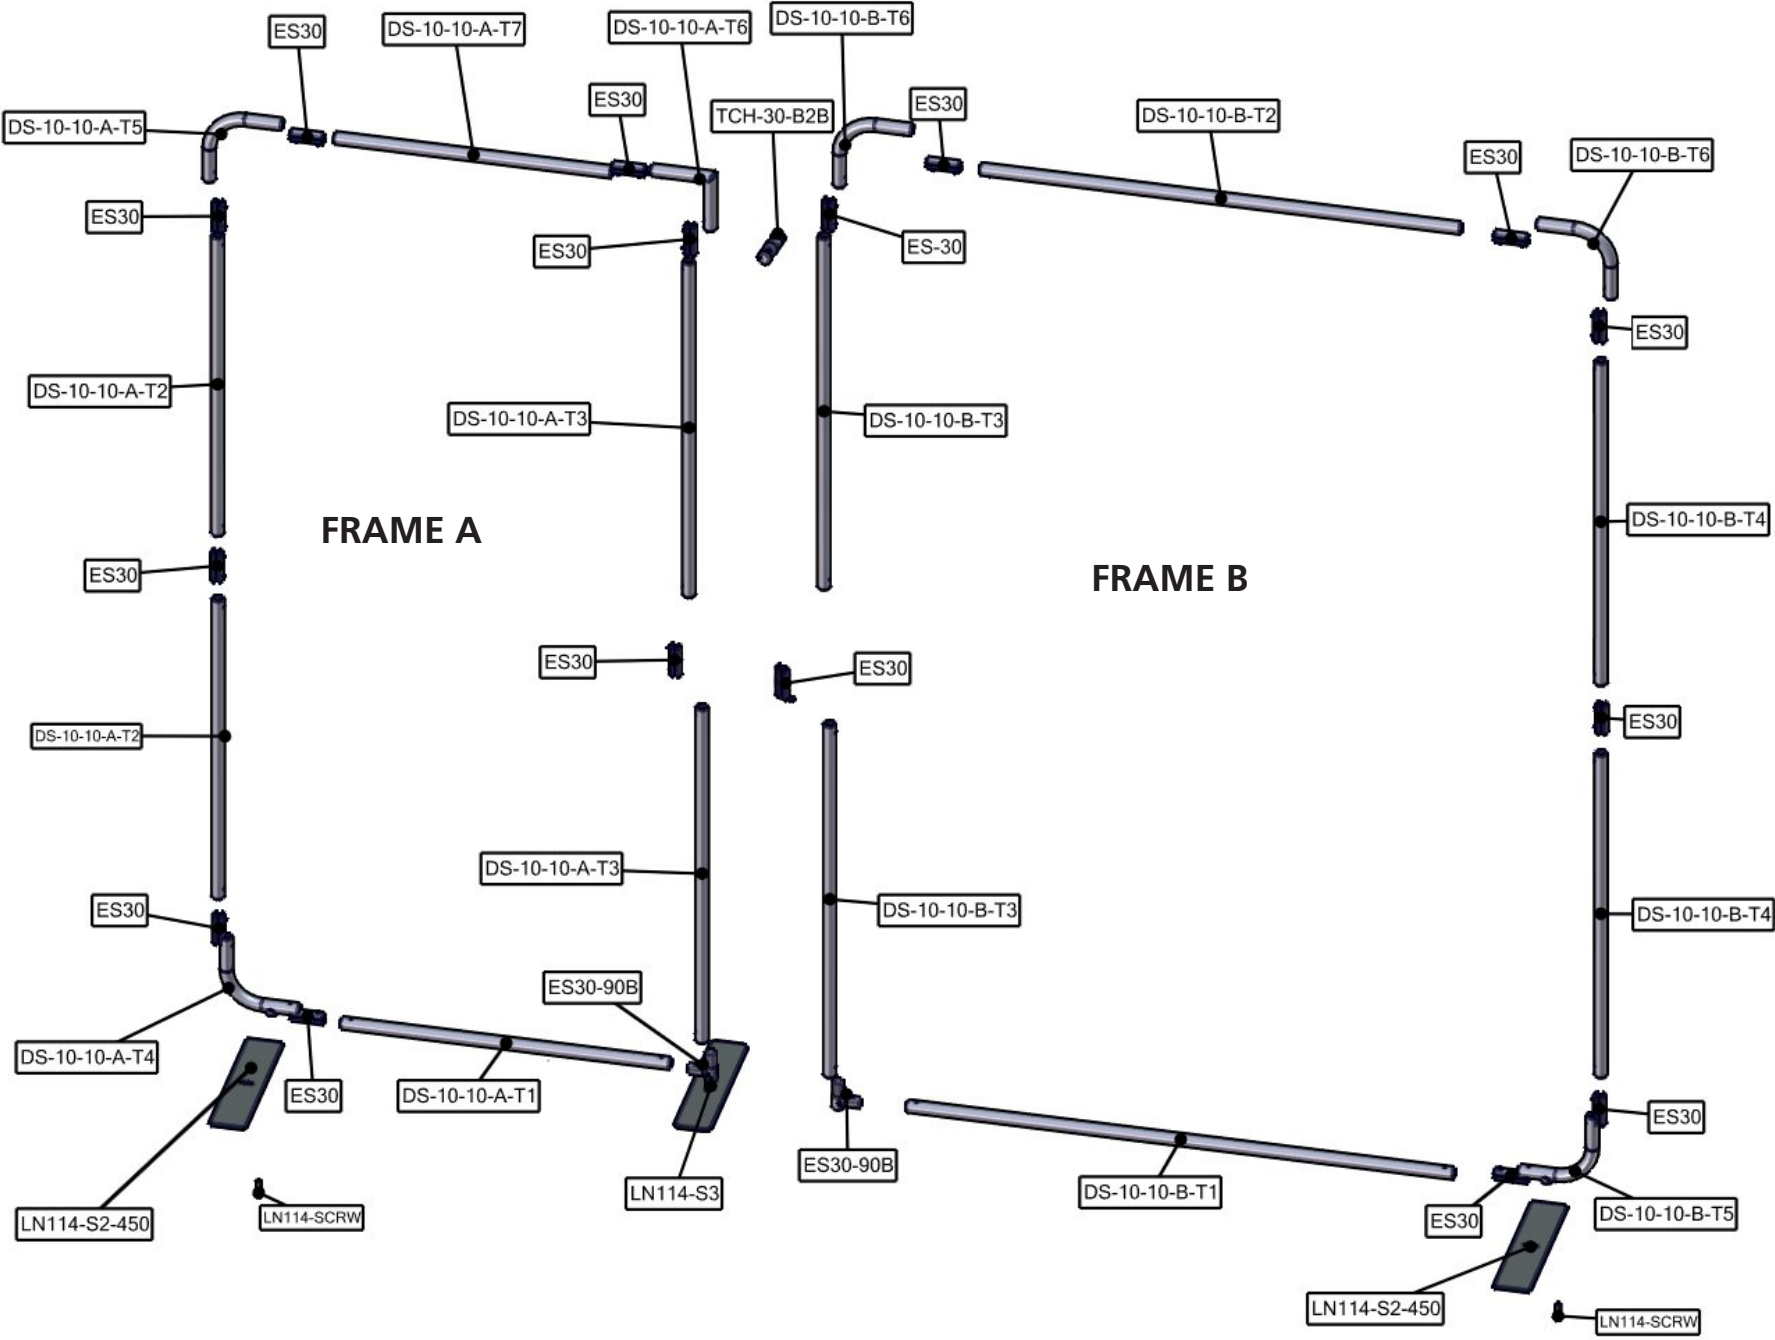 DS-10-10-B-T6
ES30
DS-10-10-A-T7
DS-10-10-A-T6
ES30
TCH-30-B2B
ES30
DS-10-10-B-T2
DS-10-10-A-T5
ES30
DS-10-10-B-T6
ES30
ES30
ES-30
ES30
DS-10-10-A-T2
DS-10-10-A-T3
DS-10-10-B-T3
FRAME A
DS-10-10-B-T4
ES30
FRAME B
ES30
ES30
ES30
DS-10-10-A-T2
DS-10-10-A-T3
ES30
DS-10-10-B-T3
DS-10-10-B-T4
ES30-90B
DS-10-10-A-T4
ES30
DS-10-10-A-T1
ES30
ES30-90B
LN114-S3
DS-10-10-B-T1
LN114-S2-450
LN114-SCRW
ES30
DS-10-10-B-T5
LN114-S2-450
LN114-SCRW